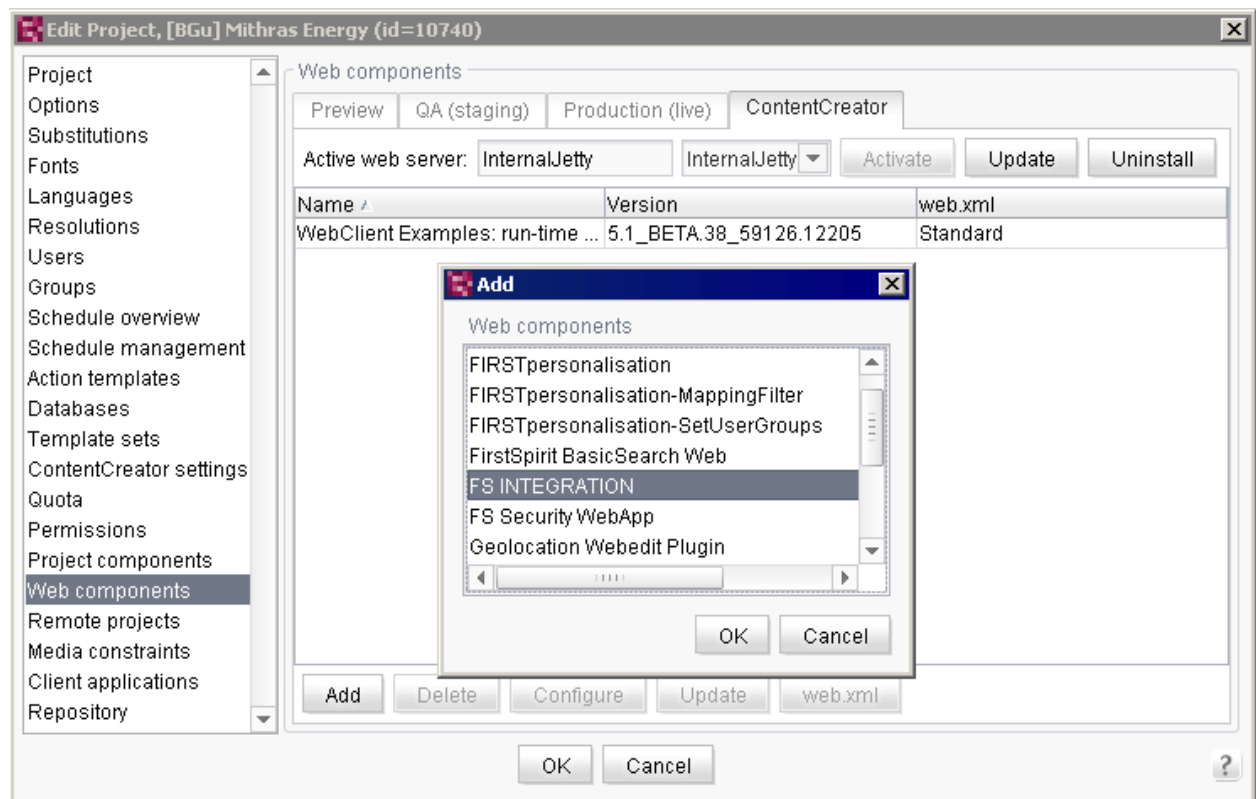 Edit Project, [BGu] Mithras Energy (id=10740)
Project
Options
Substitutions
Fonts
Languages
Resolutions
Users
Groups
Schedule overview
Schedule management
Action templates
Databases
Template sets
ContentCreator settings
Quota
Permissions
Project components
Web components
Remote projects
Media constraints
Client applications
Repository
Web components
Preview QA (staging) Production (live) ContentCreator
Active web server: InternalJetty InternalJetty Activate Update Uninstall
Name Version web.xml
WebClient Examples: run-time ... 5.1_BETA.38_59126.12205 Standard
Add
Web components
FIRSTpersonalisation
FIRSTpersonalisation-MappingFilter
FIRSTpersonalisation-SetUserGroups
FirstSpirit BasicSearch Web
FS INTEGRATION
FS Security WebApp
Geolocation Webedit Plugin
OK Cancel
Add Delete Configure Update web.xml
OK Cancel ?